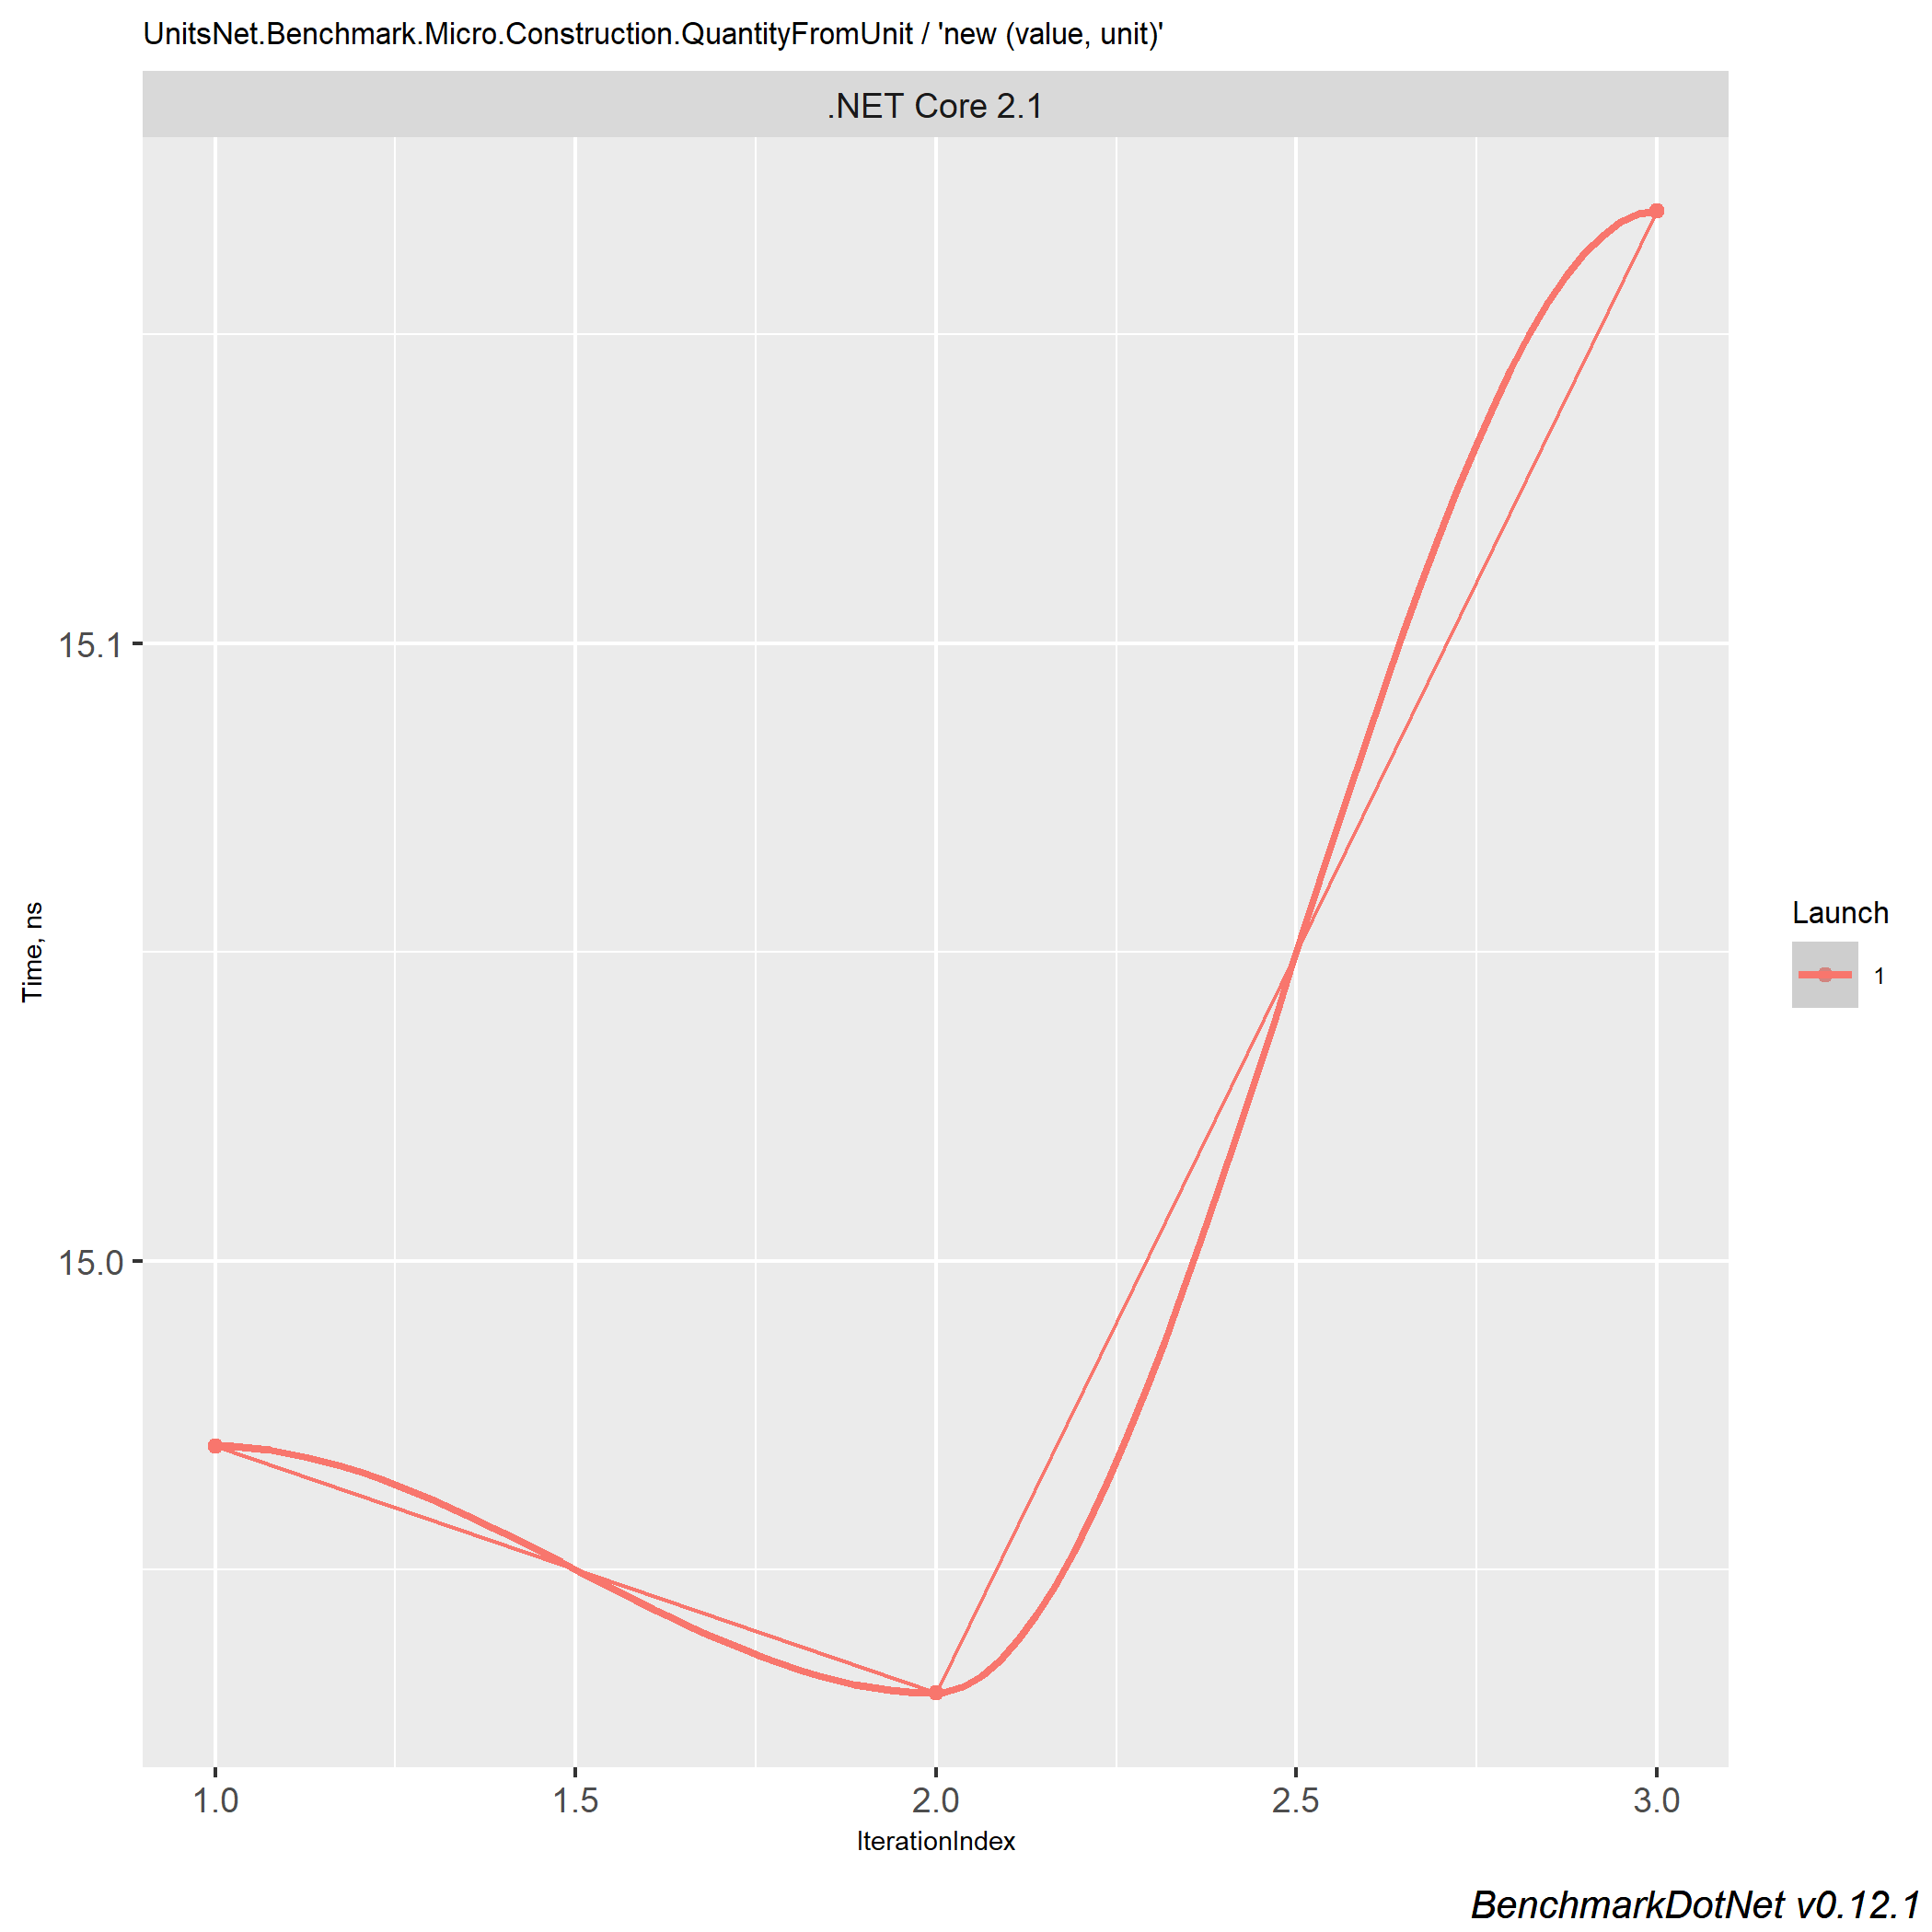 UnitsNet.Benchmark.Micro.Construction.QuantityFromUnit / 'new (value, unit)'
.NET Core 2.1
15.1
15.0
Time, ns
1.0 1.5 2.0 2.5 3.0
IterationIndex
Launch
1
BenchmarkDotNet v0.12.1